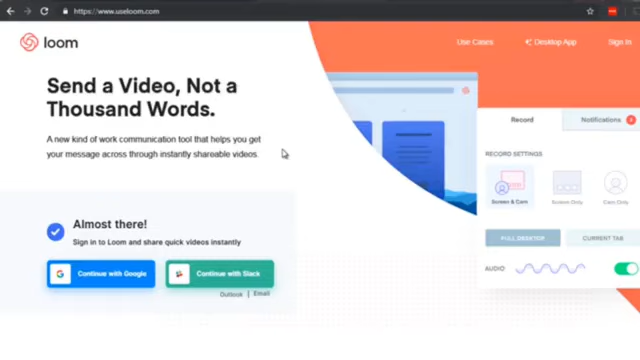 https://www.useloom.com
loom
Use Cases
Desktop App
Sign In
Send a Video, Not a
Thousand Words.
A new kind of work communication tool that helps you get
your message across through instantly shareable videos.
Almost there!
Sign in to Loom and share quick videos instantly
Continue with Google
Continue with Slack
Outlook | Email
Record
Notifications
RECORD SETTINGS
Screen & Cam
Screen Only
Cam Only
FULL DESKTOP
CURRENT TAB
AUDIO